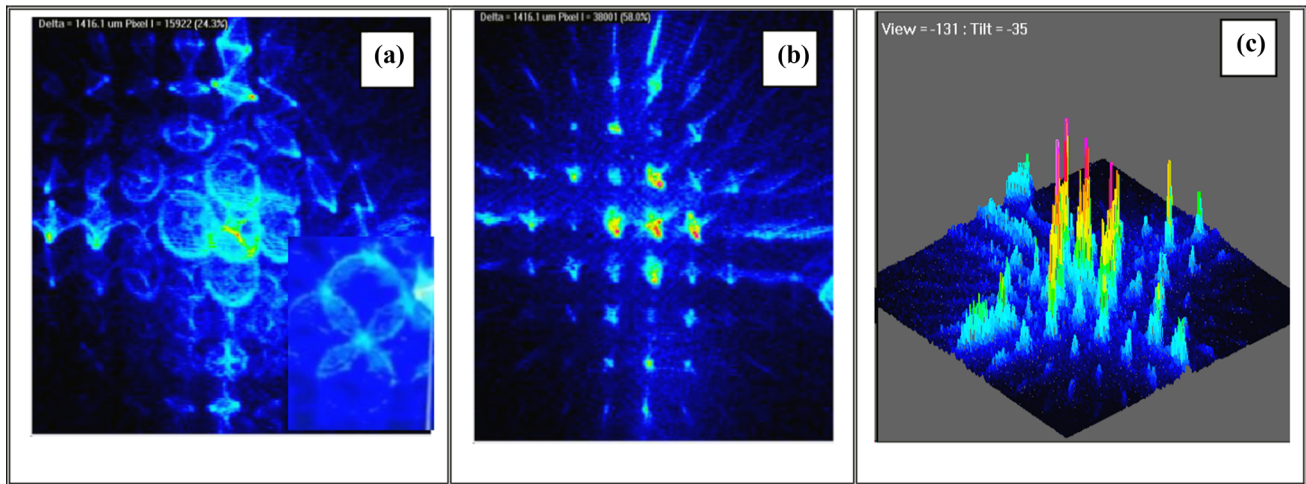 Delta = 1416.1 um Pixel I = 15922 (24.3%)
(a)
Delta = 1416.1 um Pixel I = 38001 (58.0%)
(b)
View = -131 : Tilt = -35
(c)